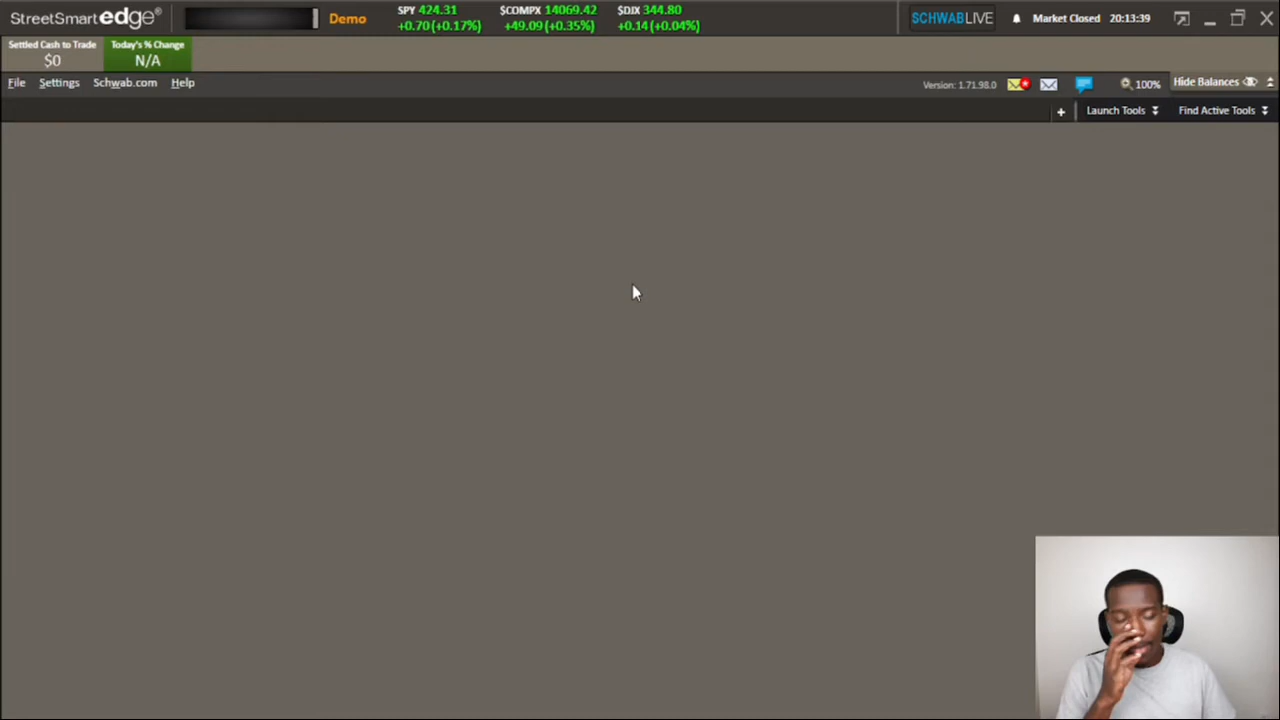 StreetSmart edge® Demo SPY 424.31 $COMPX 14069.42 $DJX 344.80 SCHWABLIVE Market Closed 20:13:39
+0.70 (+0.17%) +49.09 (+0.35%) +0.14 (+0.04%)
Settled Cash to Trade Today's % Change
$0 N/A
File Settings Schwab.com Help Version: 1.71.98.0 100% Hide Balances
+ Launch Tools Find Active Tools